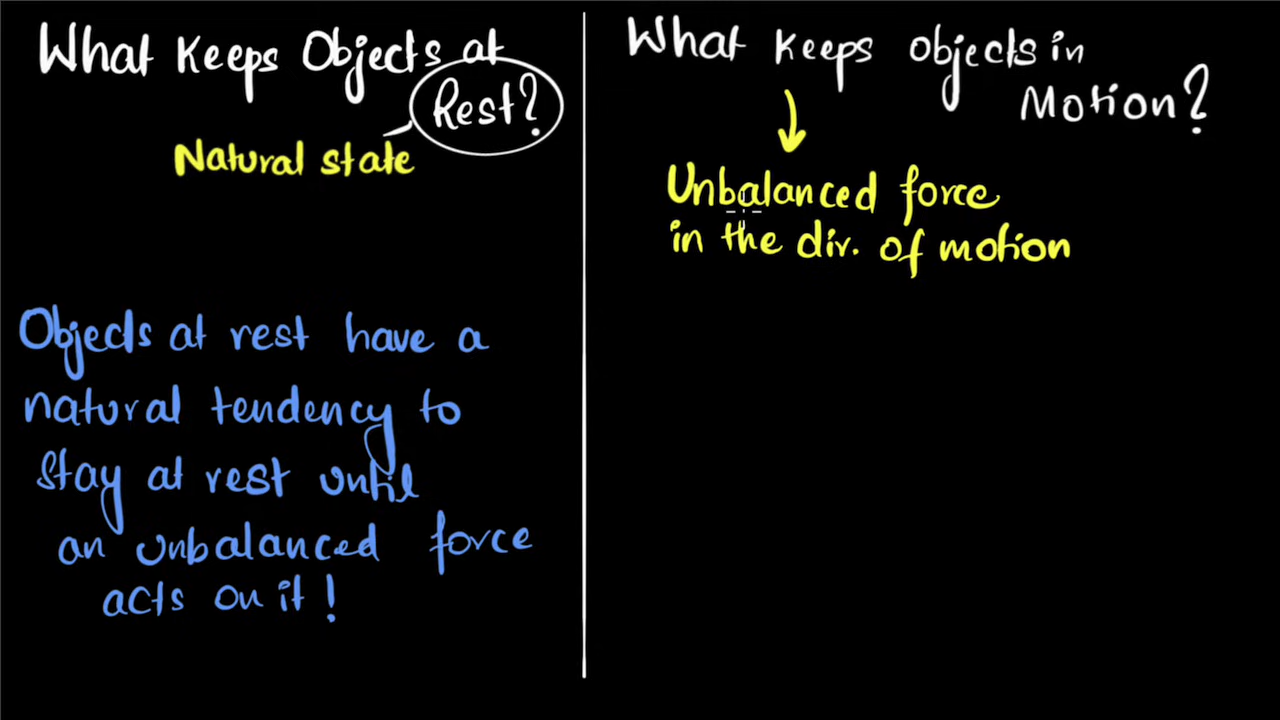 What Keeps Objects at
Rest?
Natural state
Objects at rest have a
natural tendency to
stay at rest until
an unbalanced force
acts on it!
What keeps objects in
Motion?
Unbalanced force
in the dir. of motion